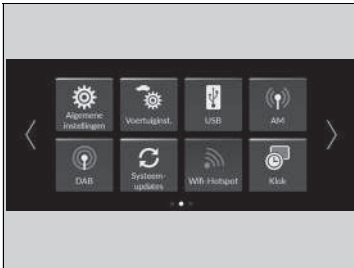 Algemene
instellingen
Voertuiginst.
USB
AM
DAB
Systeem-
updates
Wifi-Hotspot
Klok